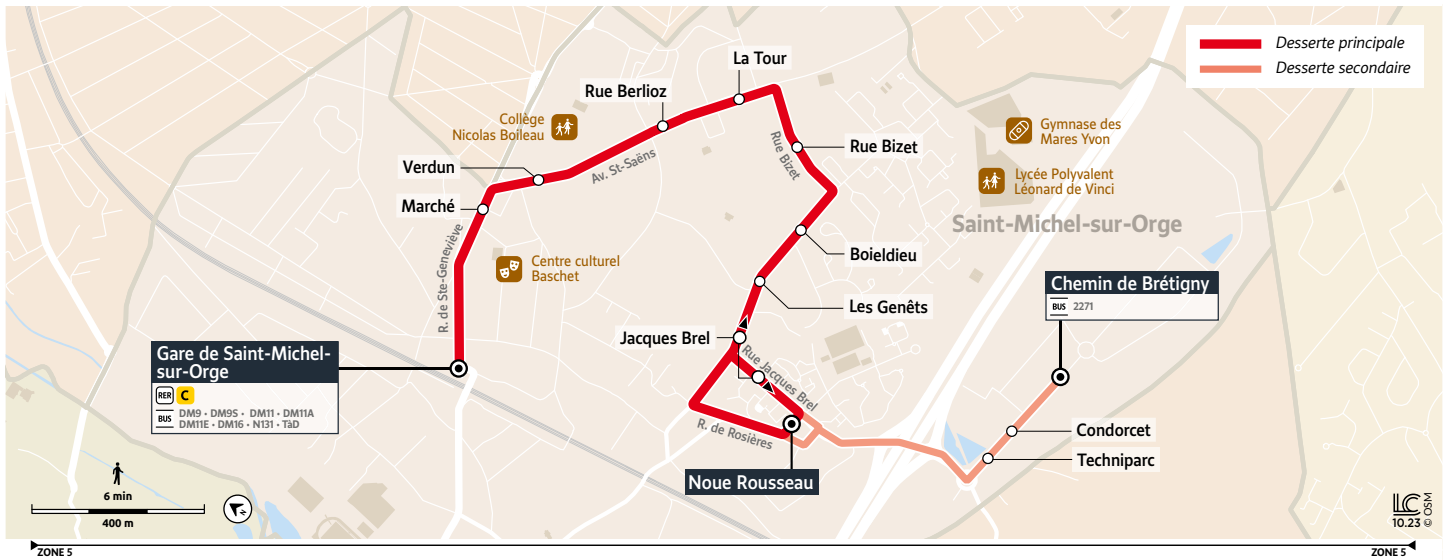 Desserte principale
Desserte secondaire
La Tour
Rue Berlioz
Collège
Nicolas Boileau
Verdun
Av. St-Saëns
Marché
Rue Bizet
Rue Bizet
Gymnase des
Mares Yvon
Lycée Polyvalent
Léonard de Vinci
Saint-Michel-sur-Orge
R. de Ste-Geneviève
Centre culturel
Baschet
Boieldieu
Les Genêts
Chemin de Brétigny
BUS 2271
Jacques Brel
Rue Jacques Brel
Gare de Saint-Michel-
sur-Orge
RER C
BUS DM9 • DM9S • DM11 • DM11A
DM11E • DM16 • N131 • TàD
R. de Rosières
Condorcet
Techniparc
Noue Rousseau
6 min
400 m
N
LC
10.23 © OSM
ZONE 5
ZONE 5